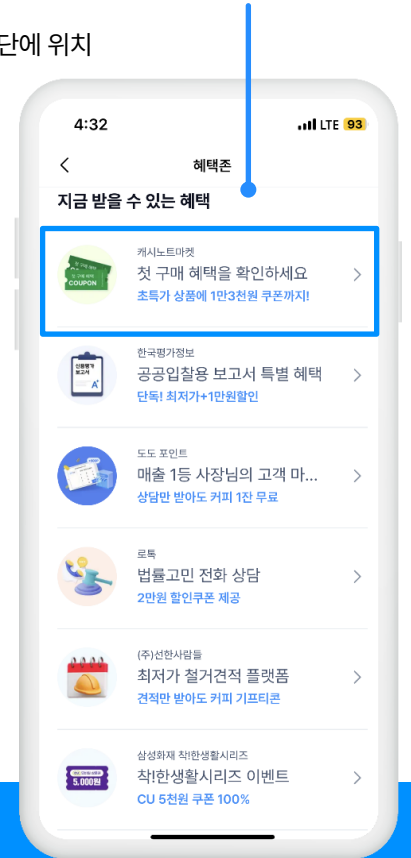 단에 위치
4:32
LTE 93
혜택존
지금 받을 수 있는 혜택
캐시노트마켓
첫 구매 혜택을 확인하세요
초특가 상품에 1만3천원 쿠폰까지!
COUPON
한국평가정보
공공입찰용 보고서 특별 혜택
단독! 최저가+1만원할인
신용평가
보고서
A
도도 포인트
매출 1등 사장님의 고객 마...
상담만 받아도 커피 1잔 무료
로톡
법률고민 전화 상담
2만원 할인쿠폰 제공
(주)선한사람들
최저가 철거견적 플랫폼
견적만 받아도 커피 기프티콘
삼성화재 착!한생활시리즈
착!한생활시리즈 이벤트
CU 5천원 쿠폰 100%
5,000원